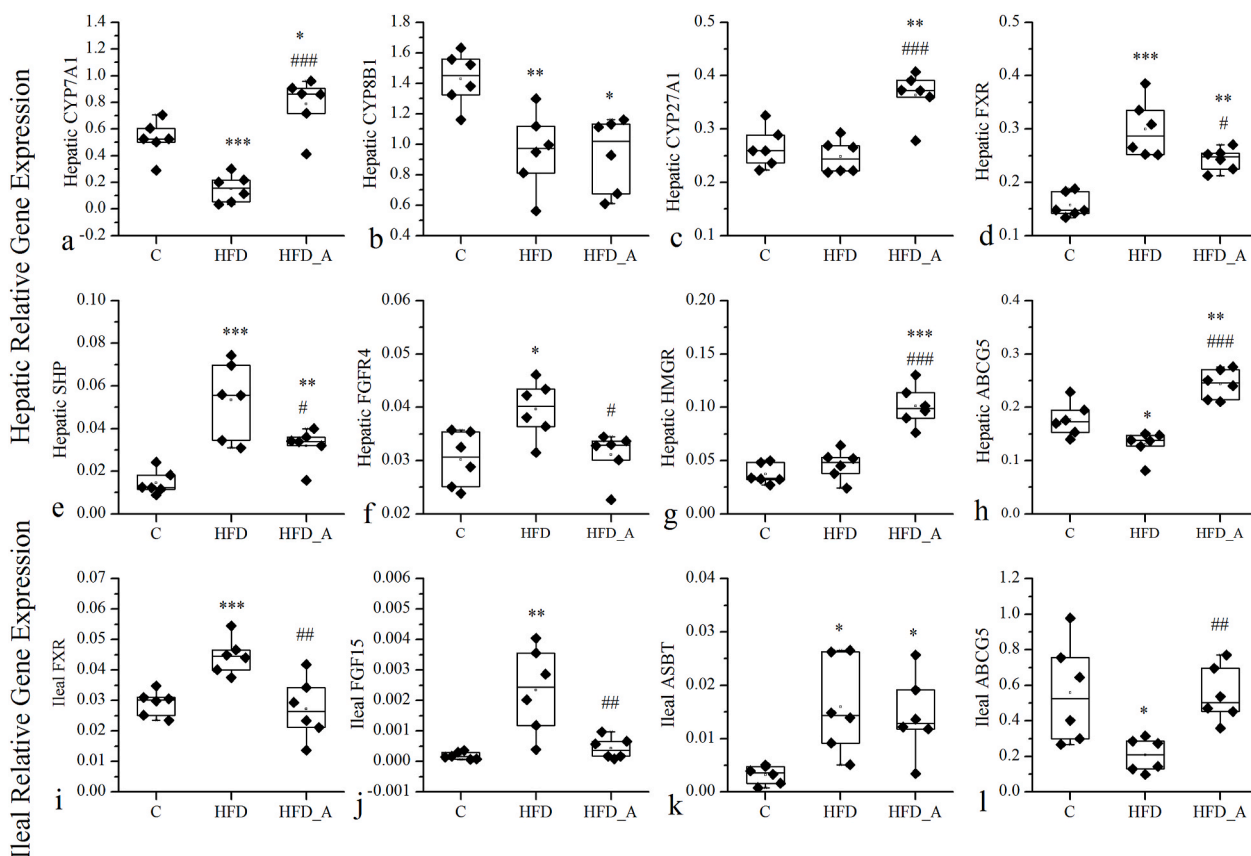 Hepatic Relative Gene Expression
Hepatic CYP7A1
1.4
1.2
1.0
0.8
0.6
0.4
0.2
0.0
-0.2
*
###
***
a
C HFD HFD_A
Hepatic CYP8B1
1.8
1.6
1.4
1.2
1.0
0.8
0.6
0.4
**
*
b
C HFD HFD_A
Hepatic CYP27A1
0.5
0.4
0.3
0.2
0.1
**
###
c
C HFD HFD_A
Hepatic FXR
0.5
0.4
0.3
0.2
0.1
***
**
#
d
C HFD HFD_A
Hepatic SHP
0.10
0.08
0.06
0.04
0.02
0.00
***
**
#
e
C HFD HFD_A
Hepatic FGFR4
0.06
0.05
0.04
0.03
0.02
*
#
f
C HFD HFD_A
Hepatic HMGR
0.20
0.15
0.10
0.05
0.00
***
###
g
C HFD HFD_A
Hepatic ABCG5
0.4
0.3
0.2
0.1
0.0
**
###
*
h
C HFD HFD_A
Ileal Relative Gene Expression
Ileal FXR
0.07
0.06
0.05
0.04
0.03
0.02
0.01
0.00
***
##
i
C HFD HFD_A
Ileal FGF15
0.006
0.005
0.004
0.003
0.002
0.001
0.000
-0.001
**
##
j
C HFD HFD_A
Ileal ASBT
0.04
0.03
0.02
0.01
0.00
*
*
k
C HFD HFD_A
Ileal ABCG5
1.2
1.0
0.8
0.6
0.4
0.2
0.0
##
*
l
C HFD HFD_A